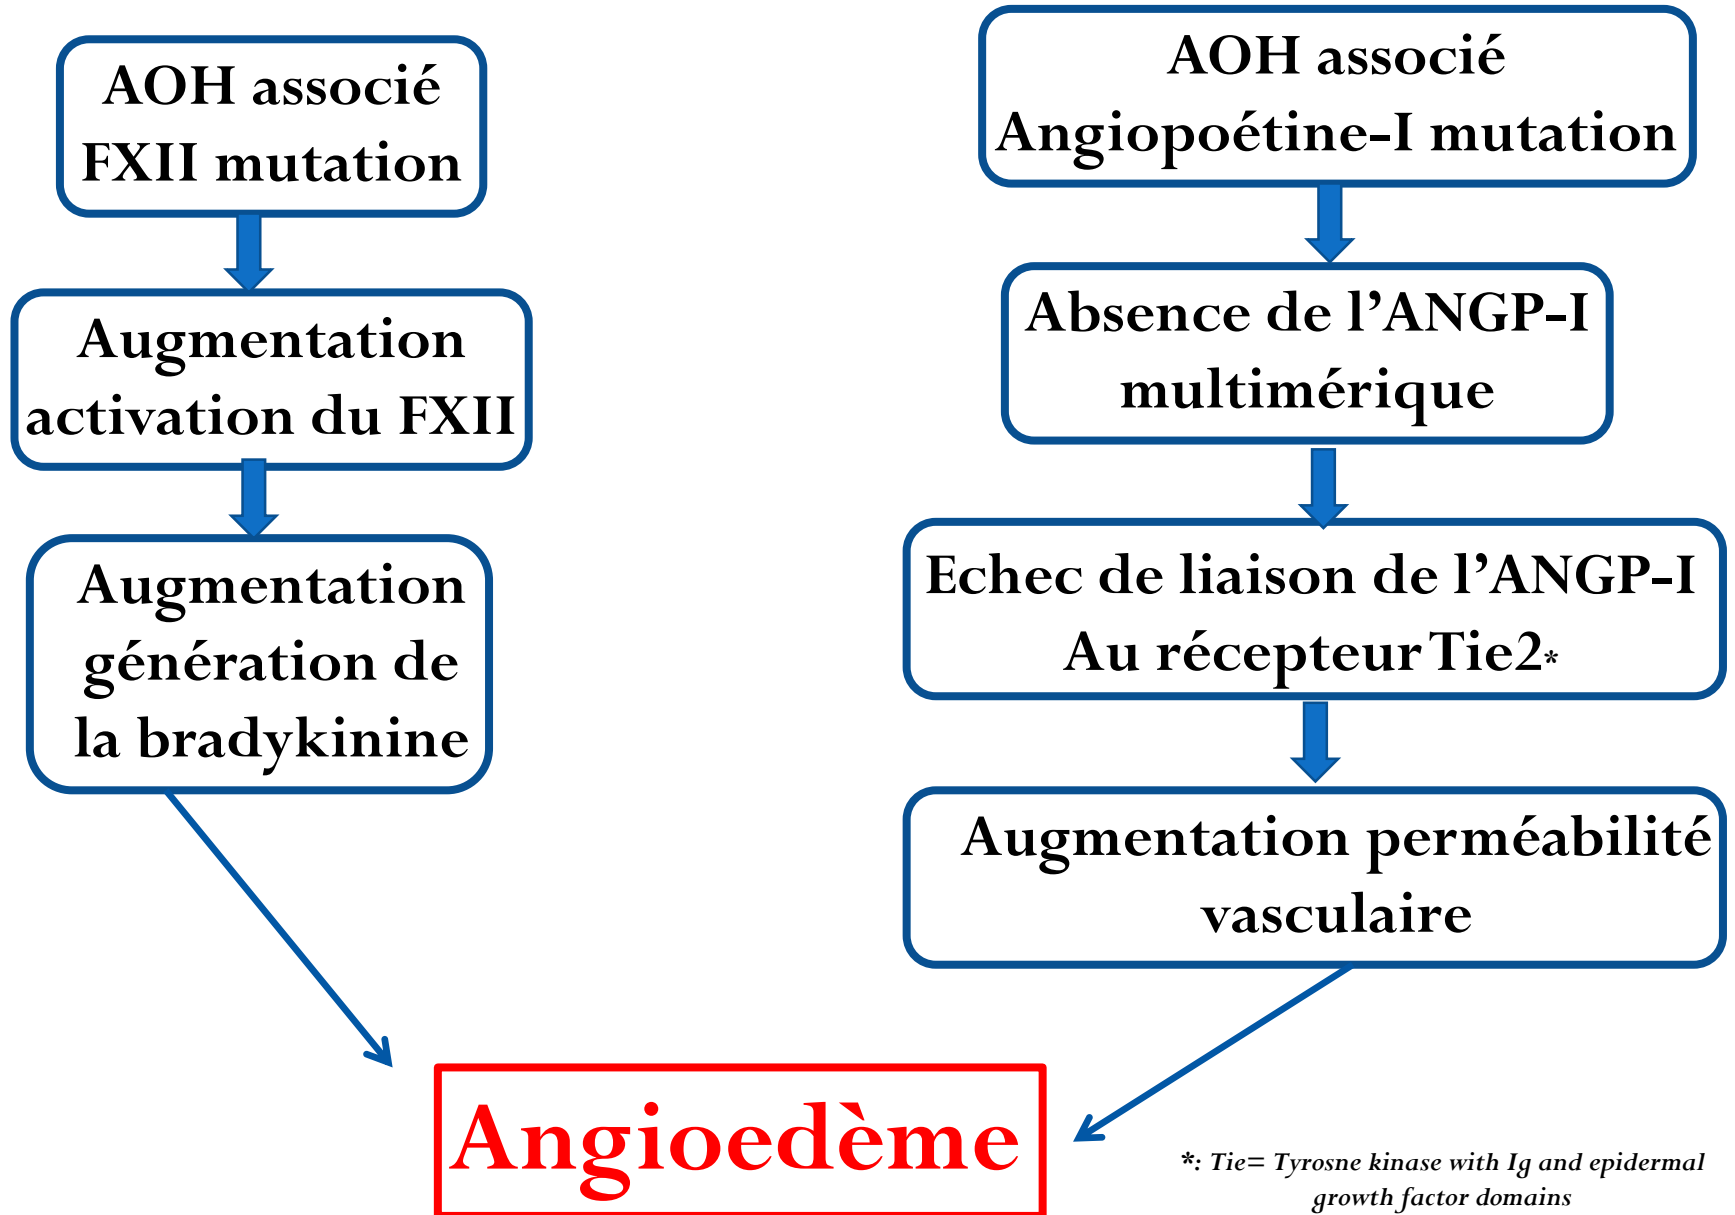 AOH associé
FXII mutation
Augmentation
activation du FXII
Augmentation
génération de
la bradykinine
AOH associé
Angiopoétine-I mutation
Absence de l’ANGP-I
multimérique
Echec de liaison de l’ANGP-I
Au récepteur Tie2*
Augmentation perméabilité
vasculaire
Angioedème
*: Tie= Tyrosne kinase with Ig and epidermal
growth factor domains